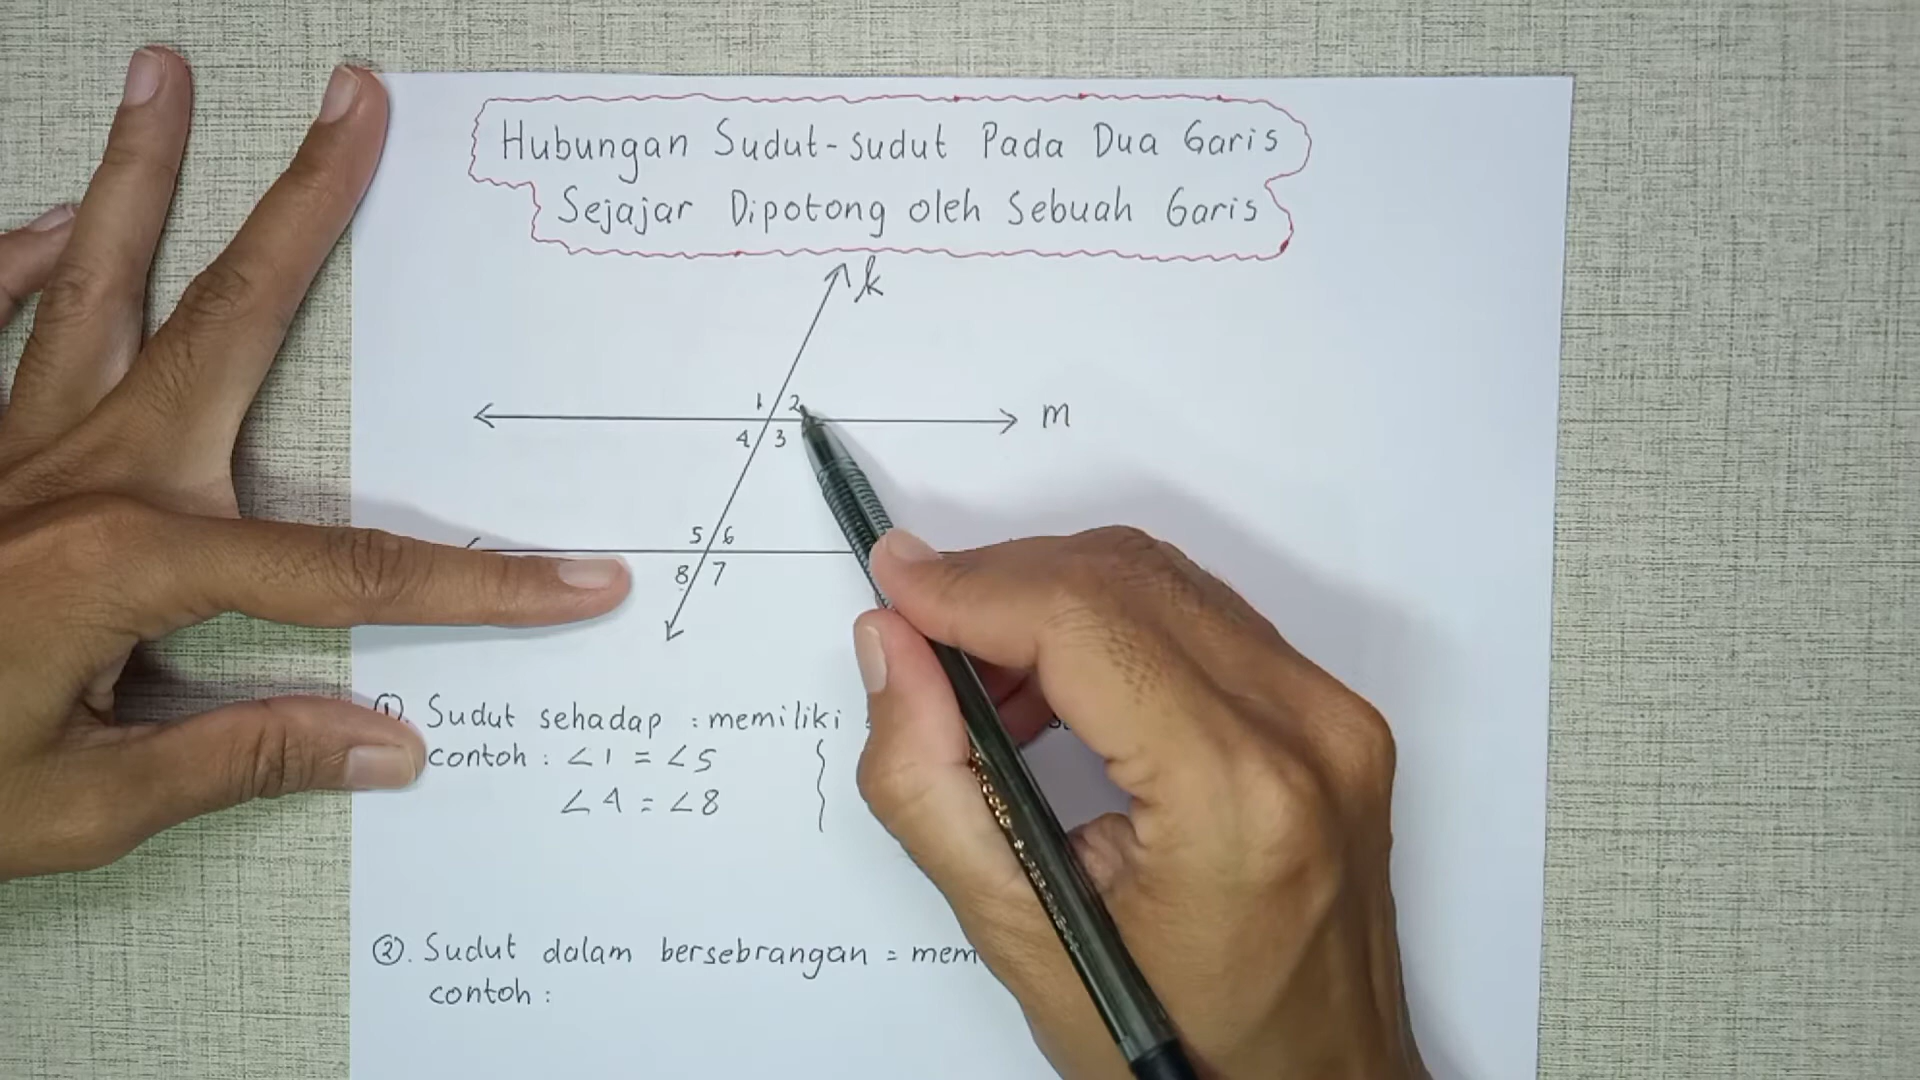 Hubungan Sudut-sudut Pada Dua Garis
Sejajar Dipotong oleh Sebuah Garis
k
1 2
m
4 3
5 6
8 7
①. Sudut sehadap : memiliki
contoh : ∠1 = ∠5
∠4 = ∠8
②. Sudut dalam bersebrangan = mem
contoh :